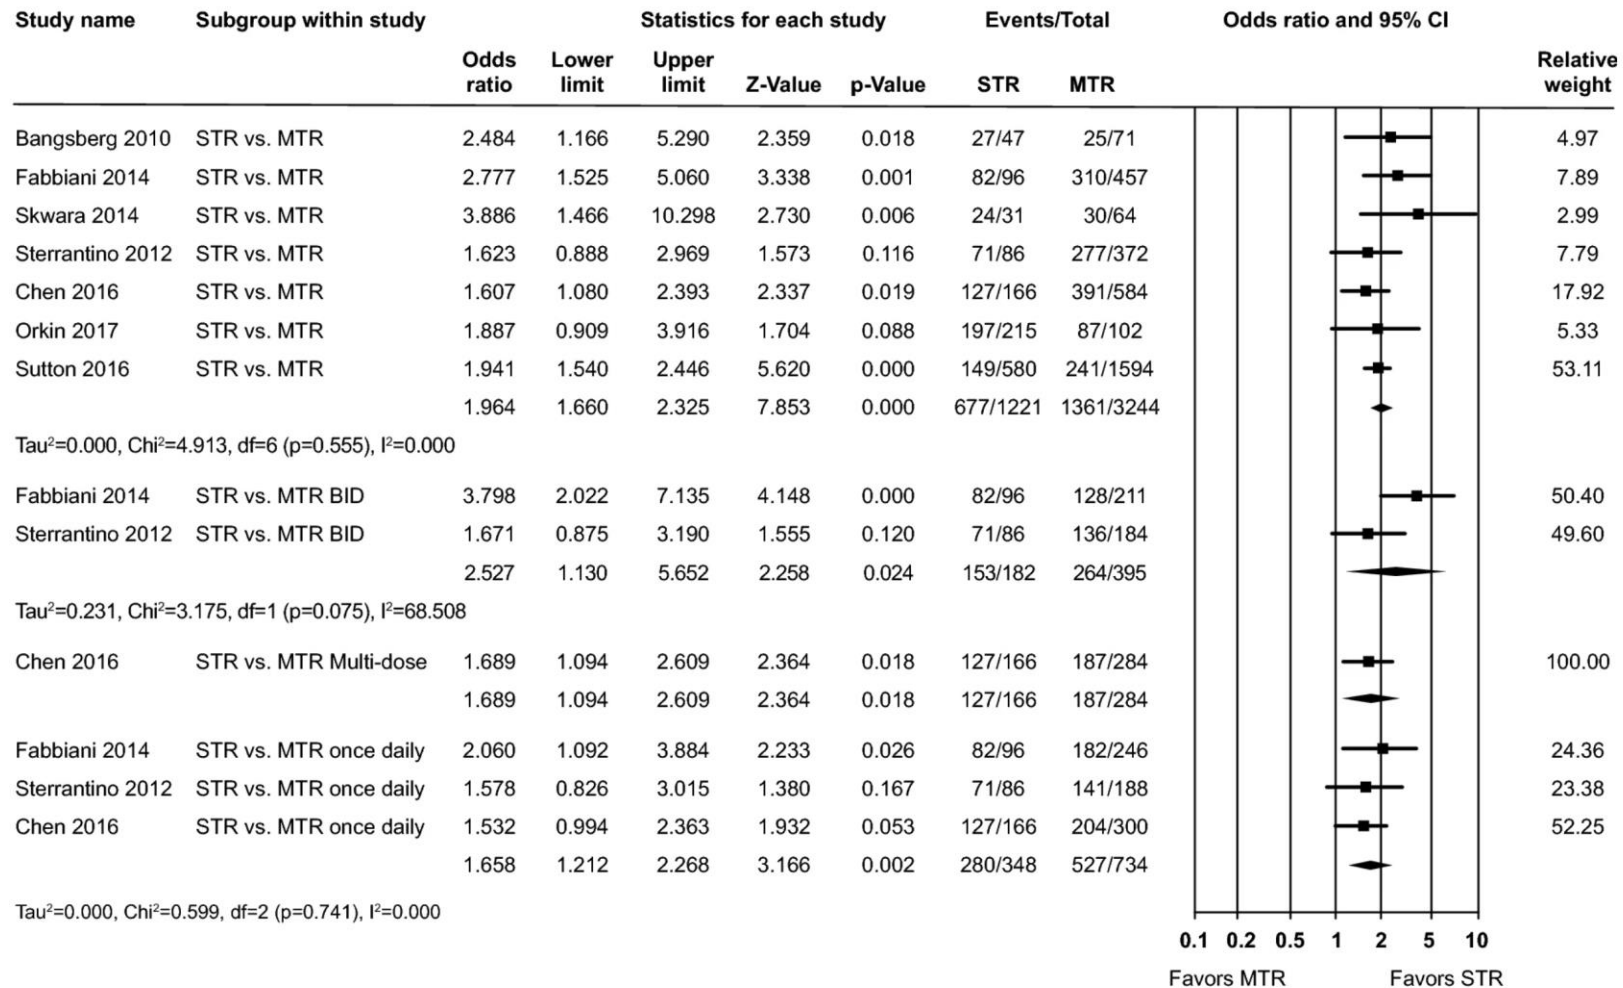 Study name Subgroup within study Statistics for each study Events/Total Odds ratio and 95% CI
Odds ratio Lower limit Upper limit Z-Value p-Value STR MTR Relative weight
Bangsberg 2010 STR vs. MTR 2.484 1.166 5.290 2.359 0.018 27/47 25/71 4.97
Fabbiani 2014 STR vs. MTR 2.777 1.525 5.060 3.338 0.001 82/96 310/457 7.89
Skwara 2014 STR vs. MTR 3.886 1.466 10.298 2.730 0.006 24/31 30/64 2.99
Sterrantino 2012 STR vs. MTR 1.623 0.888 2.969 1.573 0.116 71/86 277/372 7.79
Chen 2016 STR vs. MTR 1.607 1.080 2.393 2.337 0.019 127/166 391/584 17.92
Orkin 2017 STR vs. MTR 1.887 0.909 3.916 1.704 0.088 197/215 87/102 5.33
Sutton 2016 STR vs. MTR 1.941 1.540 2.446 5.620 0.000 149/580 241/1594 53.11
1.964 1.660 2.325 7.853 0.000 677/1221 1361/3244
Tau²=0.000, Chi²=4.913, df=6 (p=0.555), I²=0.000
Fabbiani 2014 STR vs. MTR BID 3.798 2.022 7.135 4.148 0.000 82/96 128/211 50.40
Sterrantino 2012 STR vs. MTR BID 1.671 0.875 3.190 1.555 0.120 71/86 136/184 49.60
2.527 1.130 5.652 2.258 0.024 153/182 264/395
Tau²=0.231, Chi²=3.175, df=1 (p=0.075), I²=68.508
Chen 2016 STR vs. MTR Multi-dose 1.689 1.094 2.609 2.364 0.018 127/166 187/284 100.00
1.689 1.094 2.609 2.364 0.018 127/166 187/284
Fabbiani 2014 STR vs. MTR once daily 2.060 1.092 3.884 2.233 0.026 82/96 182/246 24.36
Sterrantino 2012 STR vs. MTR once daily 1.578 0.826 3.015 1.380 0.167 71/86 141/188 23.38
Chen 2016 STR vs. MTR once daily 1.532 0.994 2.363 1.932 0.053 127/166 204/300 52.25
1.658 1.212 2.268 3.166 0.002 280/348 527/734
Tau²=0.000, Chi²=0.599, df=2 (p=0.741), I²=0.000
0.1 0.2 0.5 1 2 5 10
Favors MTR Favors STR